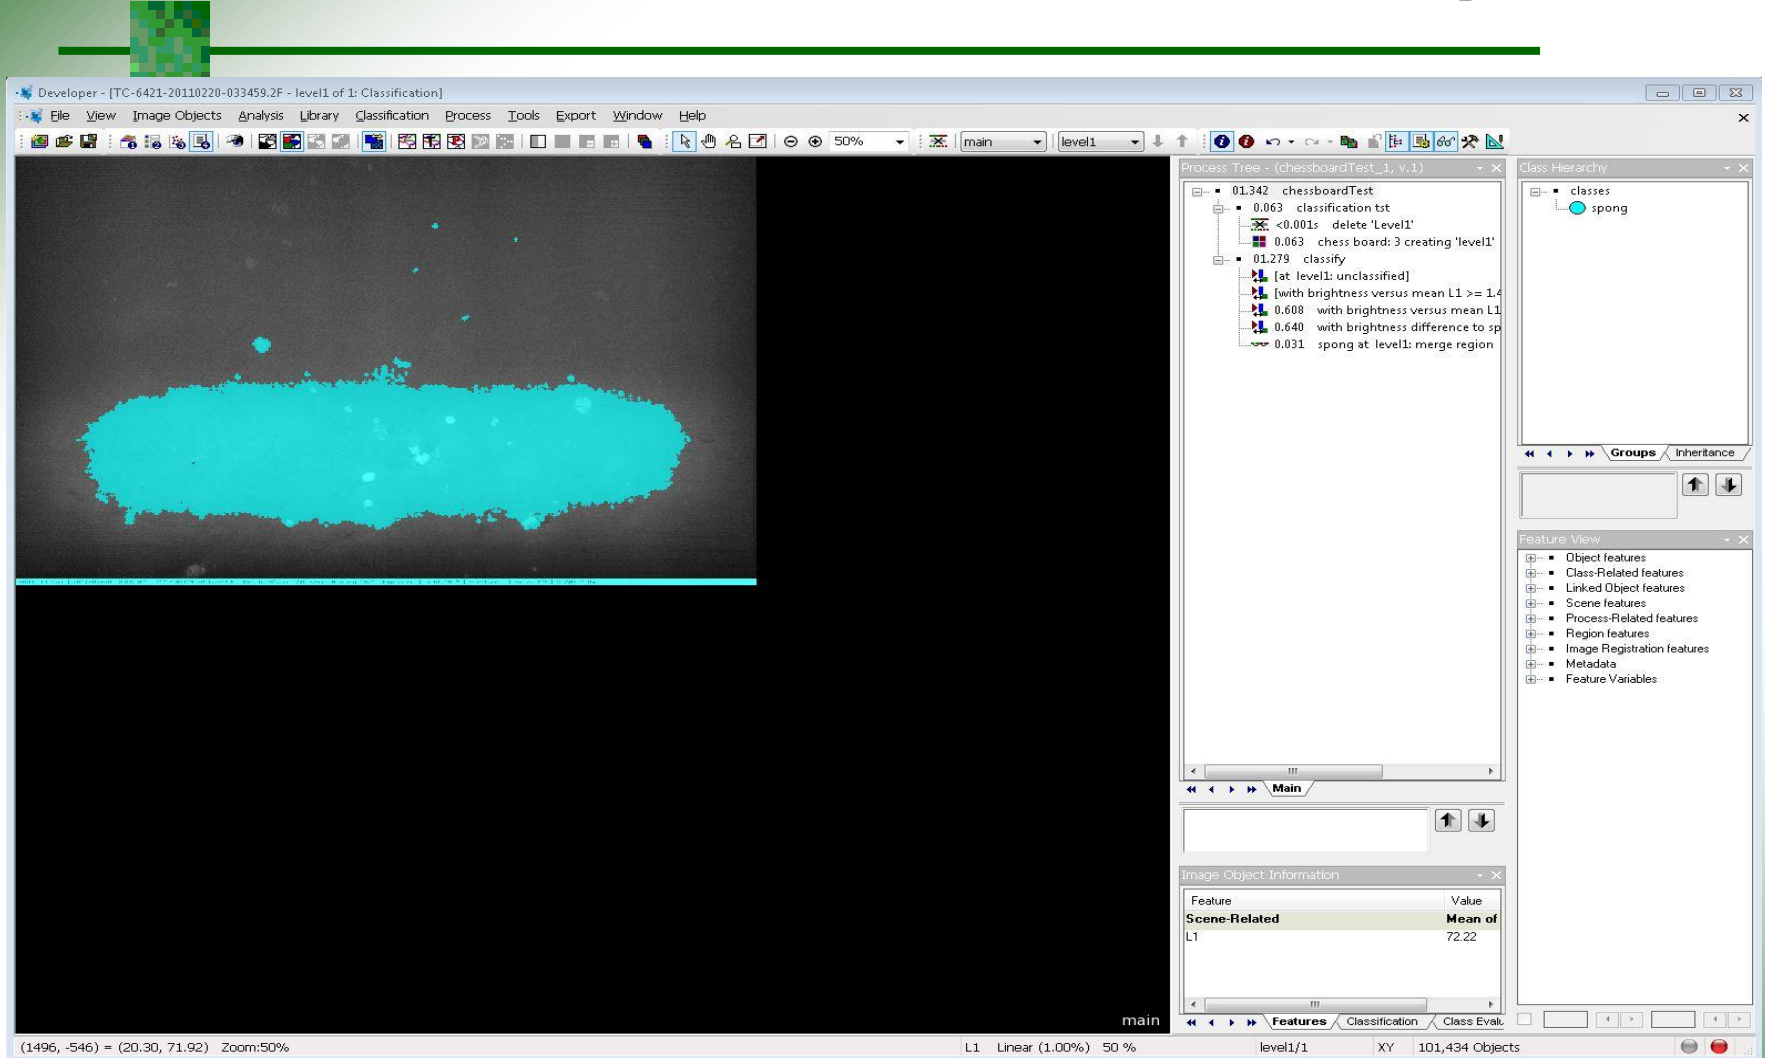 Developer - [TC-6421-20110220-033459.2F - level1 of 1: Classification]
File View Image Objects Analysis Library Classification Process Tools Export Window Help
50% main level1
Process Tree - (chessboardTest_1, v.1)
01.342 chessboardTest
0.063 classification tst
<0.001s delete 'Level1'
0.063 chess board: 3 creating 'level1'
01.279 classify
[at level1: unclassified]
[with brightness versus mean L1 >= 1.4
0.608 with brightness versus mean L1
0.640 with brightness difference to sp
0.031 spong at level1: merge region
Main
Image Object Information
Feature Value
Scene-Related Mean of
L1 72.22
Features Classification Class Evalu
Class Hierarchy
classes
spong
Groups Inheritance
Feature View
Object features
Class-Related features
Linked Object features
Scene features
Process-Related features
Region features
Image Registration features
Metadata
Feature Variables
main
(1496, -546) = (20.30, 71.92) Zoom:50% L1 Linear (1.00%) 50 % level1/1 XY 101,434 Objects